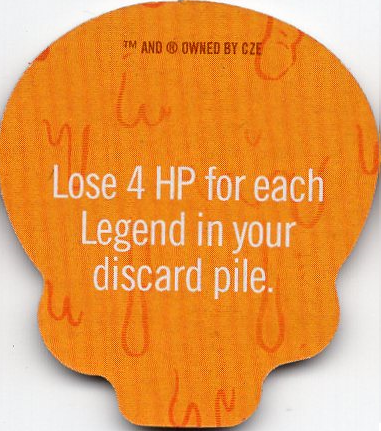 ™ AND ® OWNED BY CZE
Lose 4 HP for each
Legend in your
discard pile.